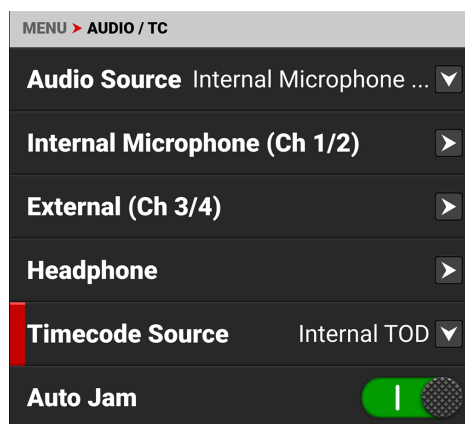 MENU > AUDIO / TC
Audio Source Internal Microphone ...
Internal Microphone (Ch 1/2)
External (Ch 3/4)
Headphone
Timecode Source Internal TOD
Auto Jam